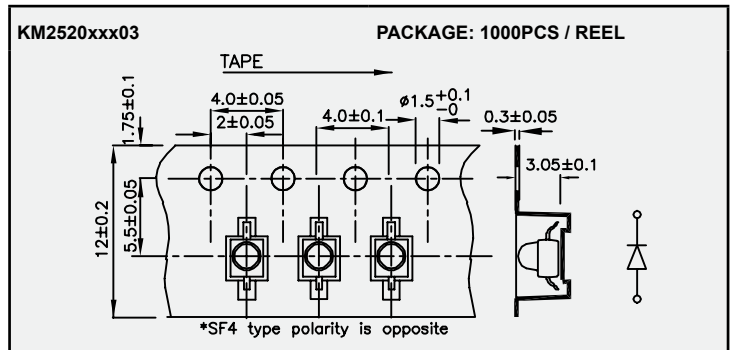 KM2520xxx03
PACKAGE: 1000PCS / REEL
TAPE
4.0±0.05
2±0.05
4.0±0.1
ø1.5+0.1 -0
0.3±0.05
1.75±0.1
3.05±0.1
12±0.2
5.5±0.05
*SF4 type polarity is opposite